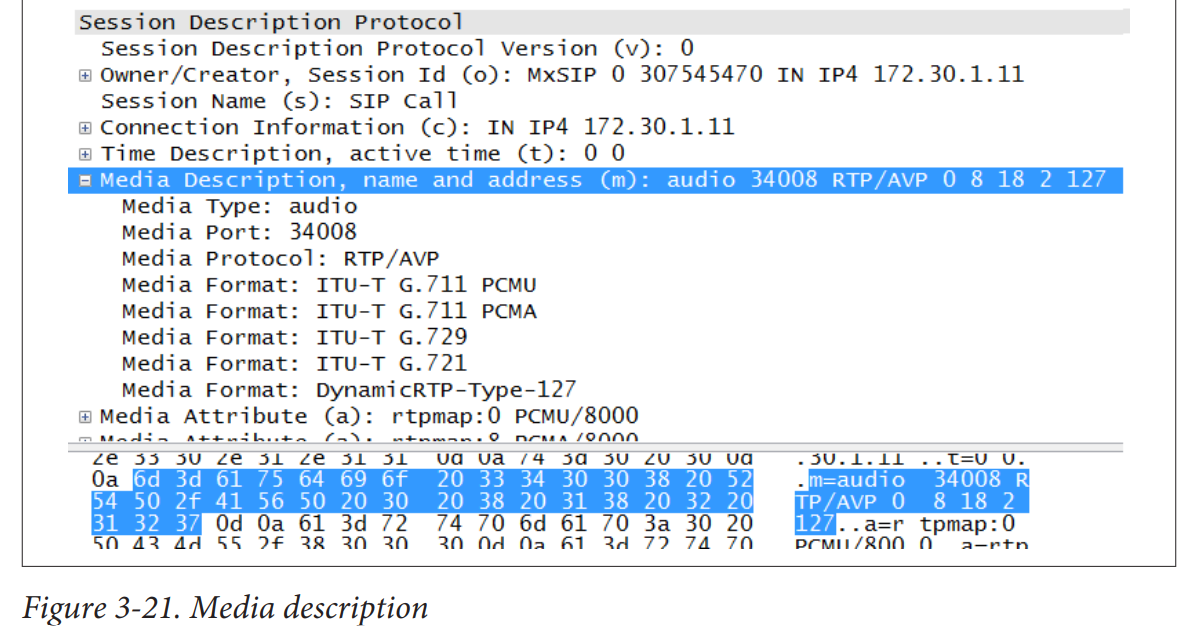 Session Description Protocol
Session Description Protocol Version (v): 0
Owner/Creator, Session Id (o): MxSIP 0 307545470 IN IP4 172.30.1.11
Session Name (s): SIP Call
Connection Information (c): IN IP4 172.30.1.11
Time Description, active time (t): 0 0
Media Description, name and address (m): audio 34008 RTP/AVP 0 8 18 2 127
Media Type: audio
Media Port: 34008
Media Protocol: RTP/AVP
Media Format: ITU-T G.711 PCMU
Media Format: ITU-T G.711 PCMA
Media Format: ITU-T G.729
Media Format: ITU-T G.721
Media Format: DynamicRTP-Type-127
Media Attribute (a): rtpmap:0 PCMU/8000
Media Attribute (a): rtpmap:8 PCMA/8000
2e 33 30 2e 31 2e 31 31 0d 0a 74 3d 30 20 30 0d .30.1.11 ..t=0 0.
0a 6d 3d 61 75 64 69 6f 20 33 34 30 30 38 20 52 .m=audio 34008 R
54 50 2f 41 56 50 20 30 20 38 20 31 38 20 32 20 TP/AVP 0 8 18 2
31 32 37 0d 0a 61 3d 72 74 70 6d 61 70 3a 30 20 127..a=r tpmap:0
50 43 4d 55 2f 38 30 30 30 0d 0a 61 3d 72 74 70 PCMU/800 0..a=rtp
Figure 3-21. Media description